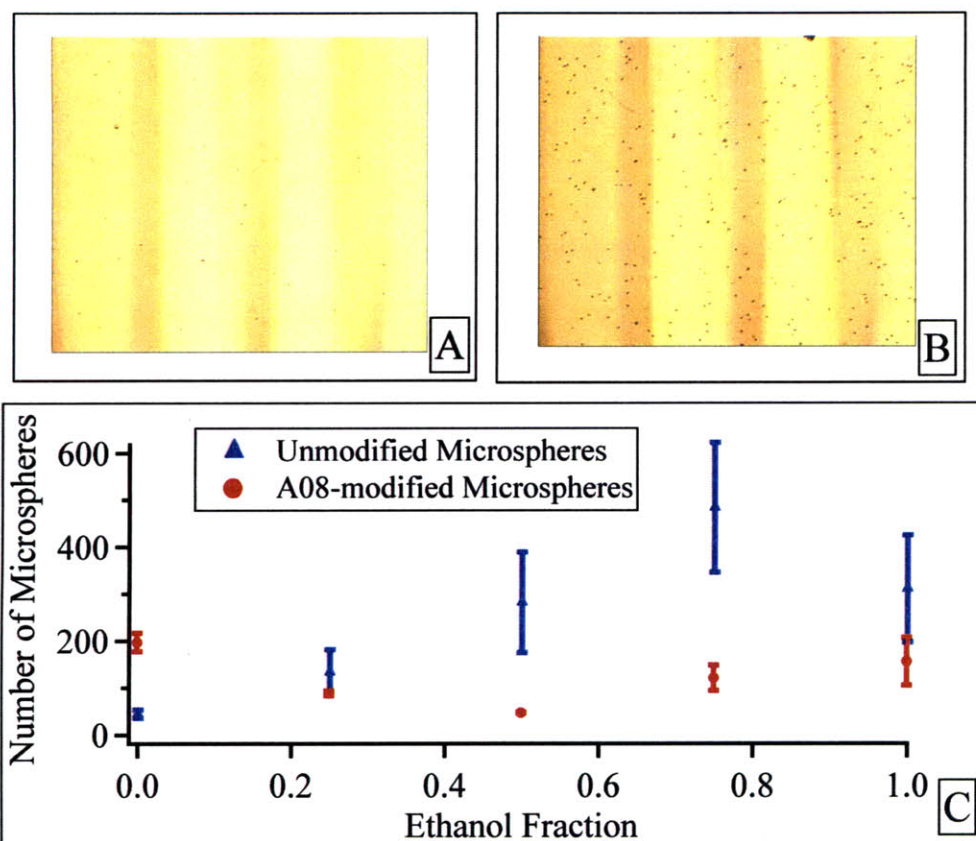 A
B
600
400
200
0
Number of Microspheres
Unmodified Microspheres
A08-modified Microspheres
0.0 0.2 0.4 0.6 0.8 1.0
Ethanol Fraction
C